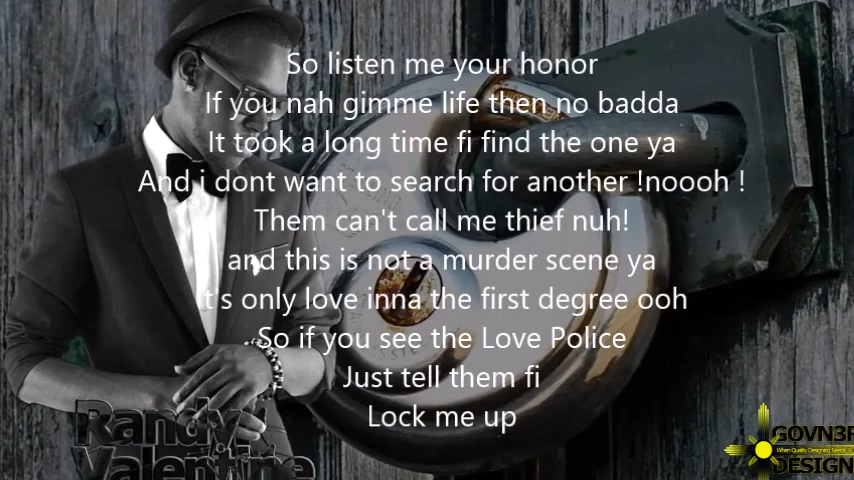 So listen me your honor
If you nah gimme life then no badda
It took a long time fi find the one ya
And i dont want to search for another !noooh !
Them can't call me thief nuh!
and this is not a murder scene ya
It's only love inna the first degree ooh
So if you see the Love Police
Just tell them fi
Lock me up
Randy
Valentine
GOVN3R
DESIGN